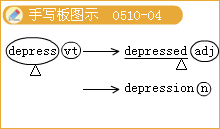 手写板图示 0510-04
depress vt depressed adj
depression n